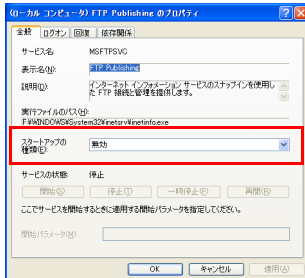 (ローカル コンピュータ) FTP Publishing のプロパティ
全般 ログオン 回復 依存関係
サービス名: MSFTPSVC
表示名(N): FTP Publishing
説明(D): インターネット インフォメーション サービスのスナップインを使用し
た FTP 接続と管理を提供します。
実行ファイルのパス(H):
F:¥WINDOWS¥System32¥inetsrv¥inetinfo.exe
スタートアップの
種類(E): 無効
サービスの状態: 停止
開始(S) 停止(T) 一時停止(P) 再開(R)
ここでサービスを開始するときに適用する開始パラメータを指定してください。
開始パラメータ(M):
OK キャンセル 適用(A)